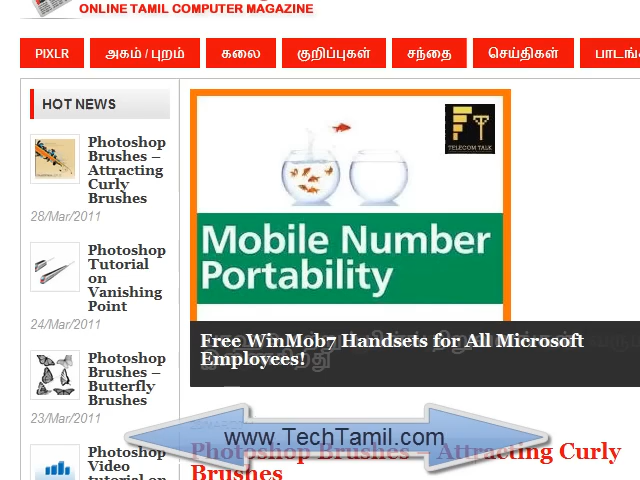 ONLINE TAMIL COMPUTER MAGAZINE
PIXLR
அகம் / புறம்
கலை
குறிப்புகள்
சந்தை
செய்திகள்
HOT NEWS
Photoshop
Brushes –
Attracting
Curly
Brushes
28/Mar/2011
Photoshop
Tutorial
on
Vanishing
Point
24/Mar/2011
Photoshop
Brushes –
Butterfly
Brushes
23/Mar/2011
Photoshop
Video
tutorial on
TELECOM TALK
Mobile Number
Portability
Free WinMob7 Handsets for All Microsoft
Employees!
www.TechTamil.com
Photoshop Brushes – Attracting Curly
Brushes